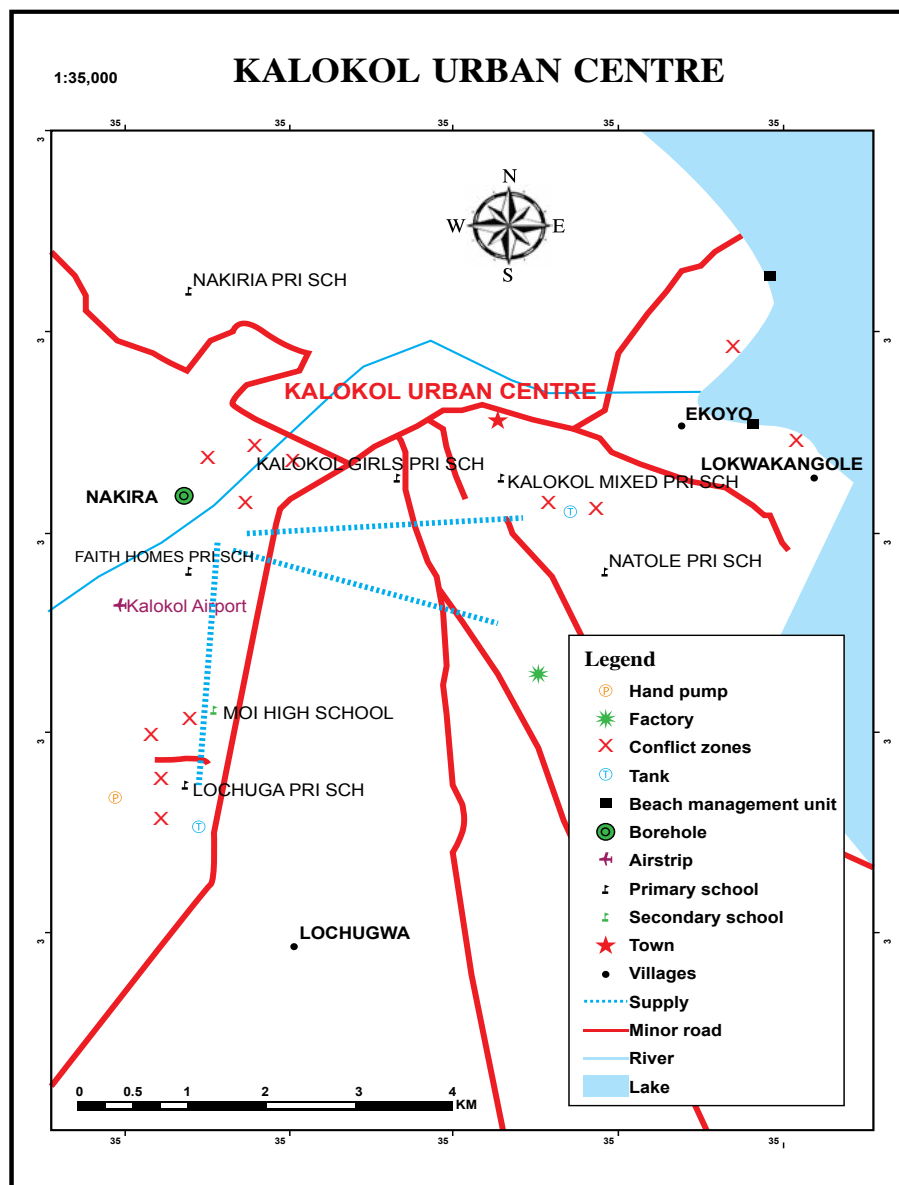 1:35,000
KALOKOL URBAN CENTRE
35 35 35 35 35
3 3
N
W E
S
NAKIRIA PRI SCH
3 3
KALOKOL URBAN CENTRE
EKOYO
KALOKOL GIRLS PRI SCH
LOKWAKANGOLE
KALOKOL MIXED PRI SCH
NAKIRA
3 3
FAITH HOMES PRI SCH
NATOLE PRI SCH
Kalokol Airport
MOI HIGH SCHOOL
3 3
LOCHUGA PRI SCH
P
T
T
LOCHUGWA
3 3
Legend
P Hand pump
Factory
Conflict zones
T Tank
Beach management unit
Borehole
Airstrip
Primary school
Secondary school
Town
Villages
Supply
Minor road
River
Lake
0 0.5 1 2 3 4
KM
35 35 35 35 35